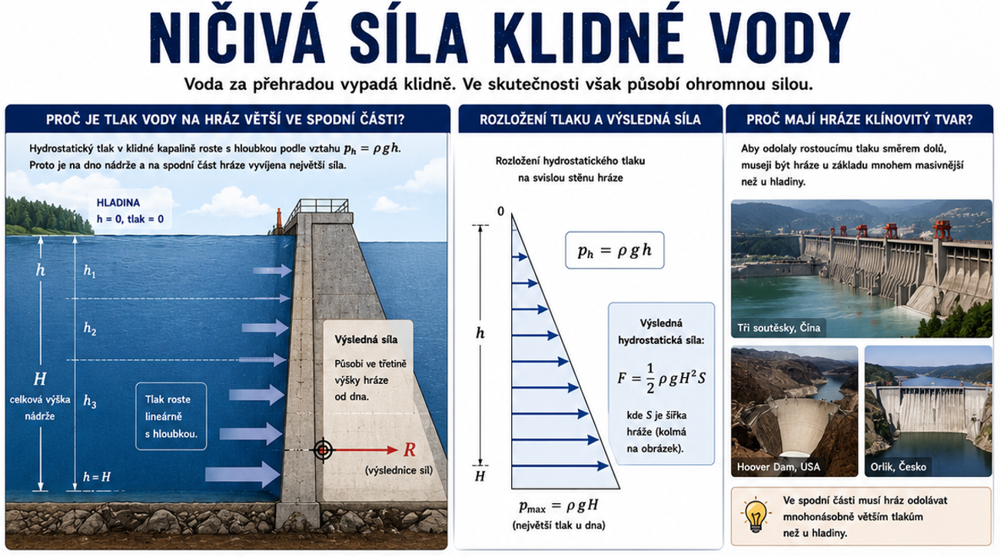 NIČIVÁ SÍLA KLIDNÉ VODY
Voda za přehradou vypadá klidně. Ve skutečnosti však působí ohromnou silou.
PROČ JE TLAK VODY NA HRÁZ VĚTŠÍ VE SPODNÍ ČÁSTI?
Hydrostatický tlak v klidné kapalině roste s hloubkou podle vztahu p_h = ρgh.
Proto je na dno nádrže a na spodní část hráze vyvíjena největší síla.
HLADINA
h = 0, tlak = 0
h
h₁
h₂
H
celková výška
nádrže
h₃
Tlak roste
lineárně
s hloubkou.
h = H
Výsledná síla
Působi ve třetině
výšky hráze
od dna.
R
(výslednice sil)
ROZLOŽENÍ TLAKU A VÝSLEDNÁ SÍLA
Rozložení hydrostatického tlaku
na svislou stěnu hráze
0
p_h = ρgh
h
H
Výsledná
hydrostatická síla:
F = 1/2 ρgH²S
kde S je šířka
hráze (kolmá
na obrázek).
p_max = ρgH
(největší tlak u dna)
PROČ MAJÍ HRÁZE KLÍNOVITÝ TVAR?
Aby odolaly rostoucímu tlaku směrem dolů,
museji být hráze u základu mnohem masivnější
než u hladiny.
Tři soutěsky, Čína
Hoover Dam, USA
Orlik, Česko
Ve spodní části musí hráz odolávat
mnohonásobně větším tlakům
než u hladiny.